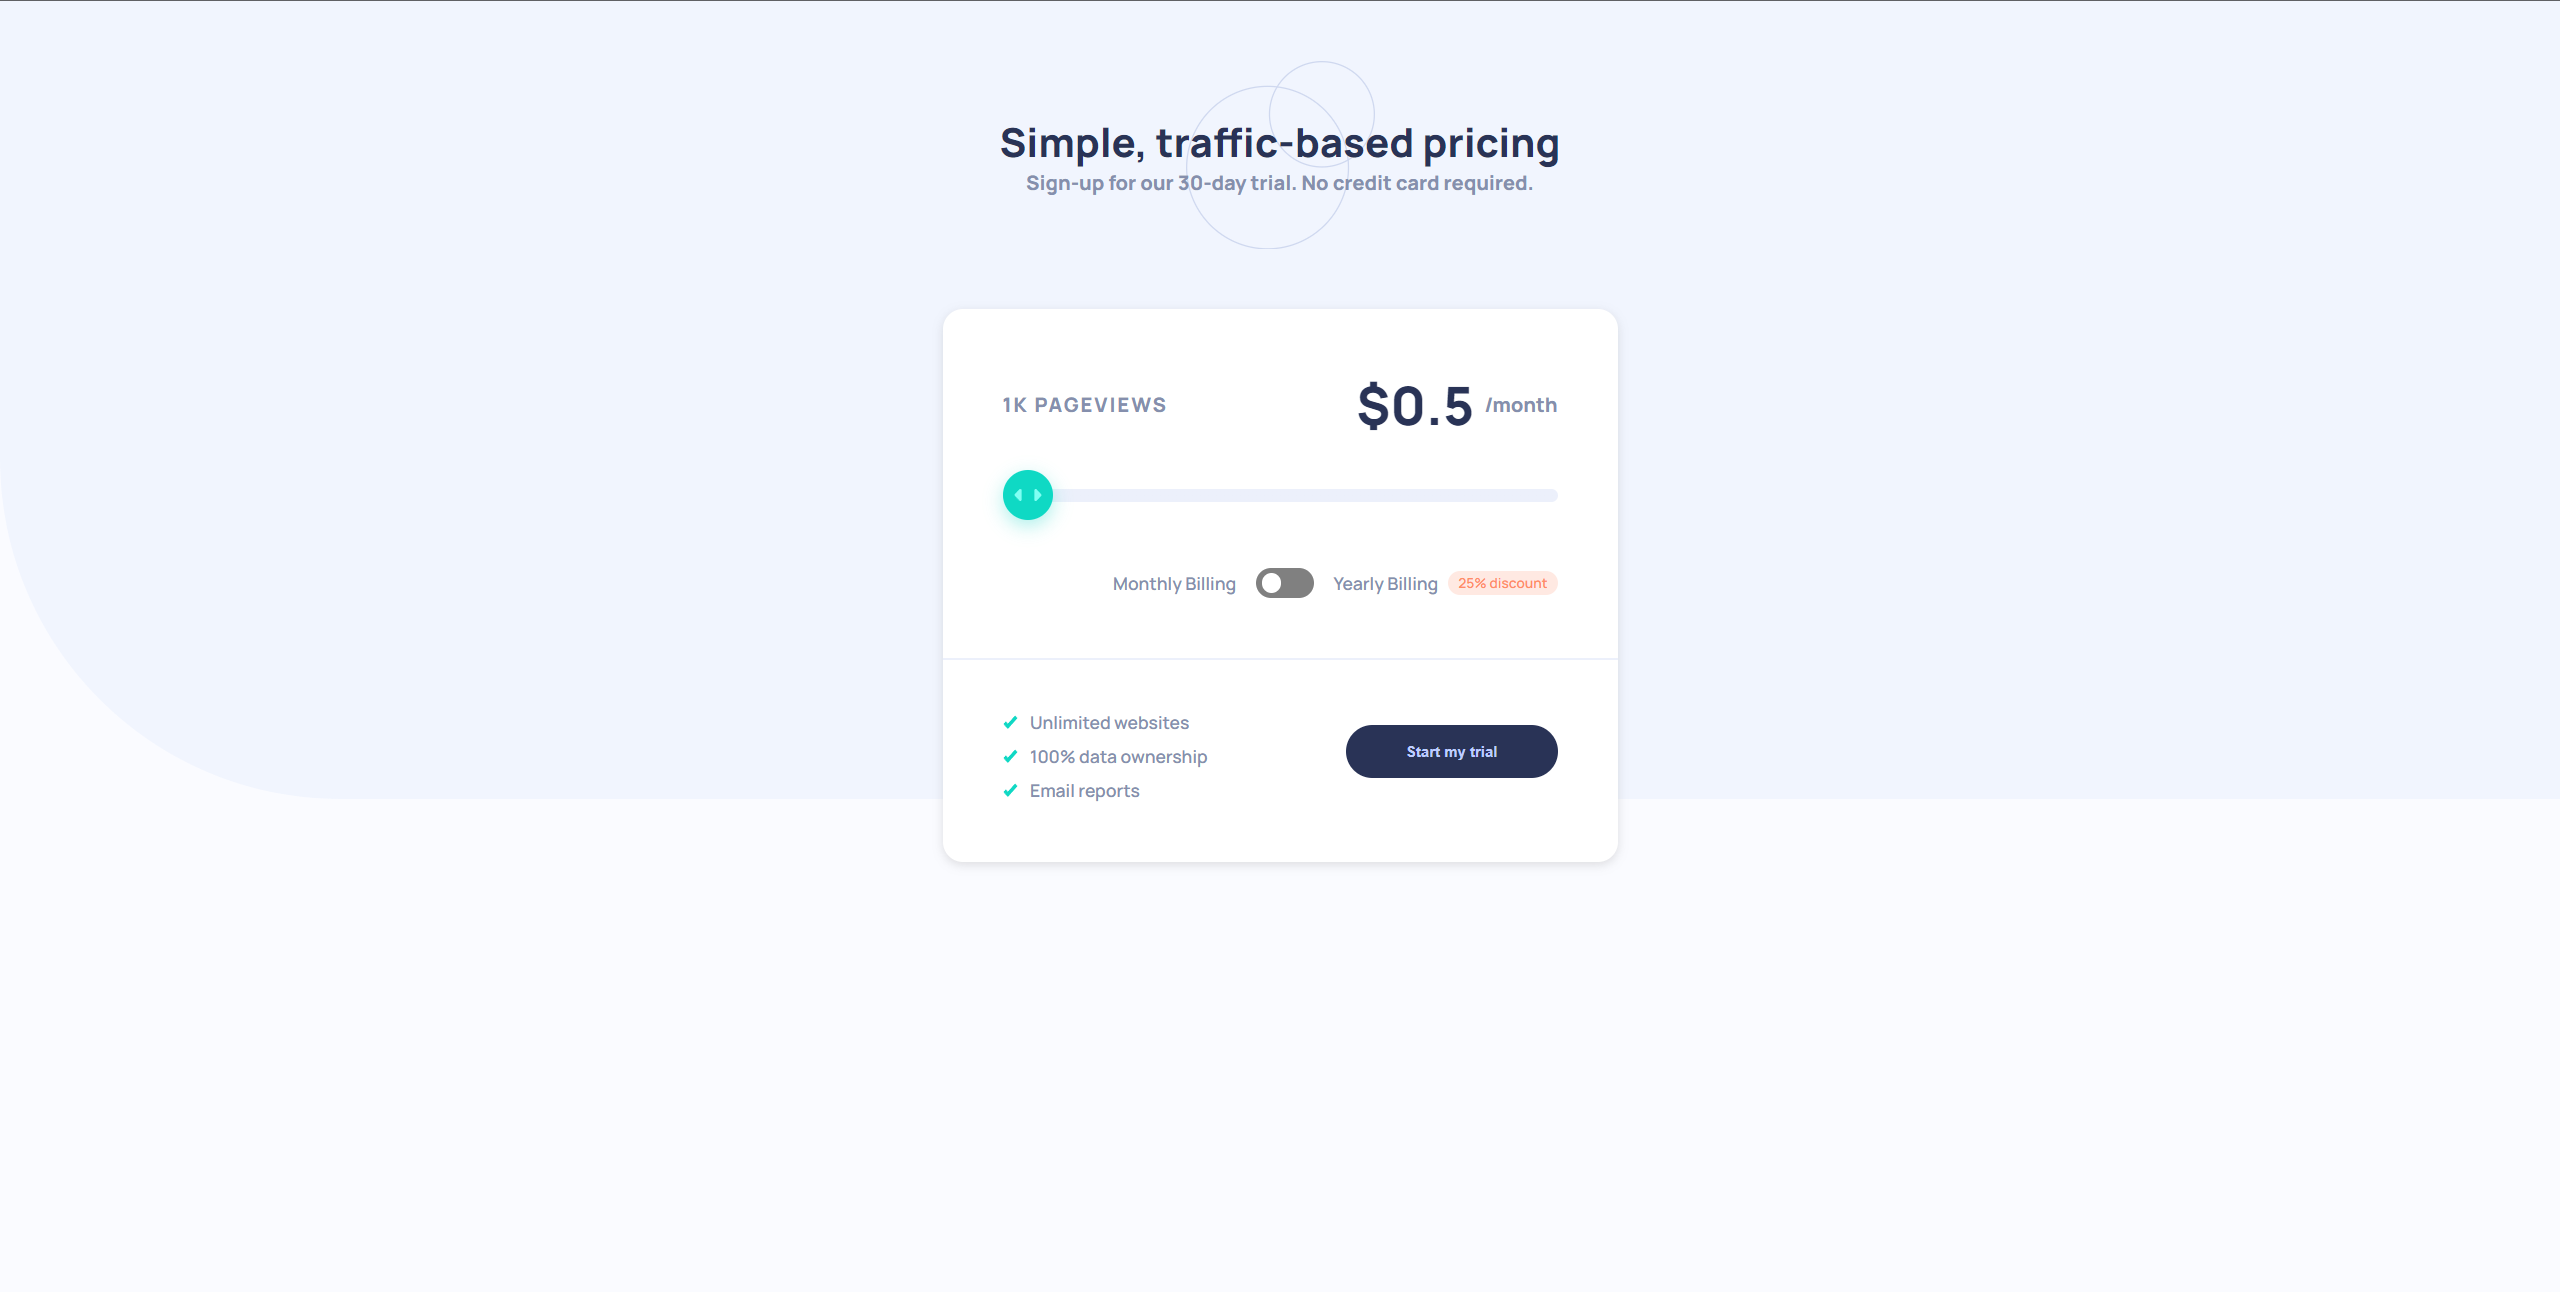 Simple, traffic-based pricing
Sign-up for our 30-day trial. No credit card required.
1K PAGEVIEWS
$0.5 /month
Monthly Billing
Yearly Billing 25% discount
Unlimited websites
100% data ownership
Email reports
Start my trial